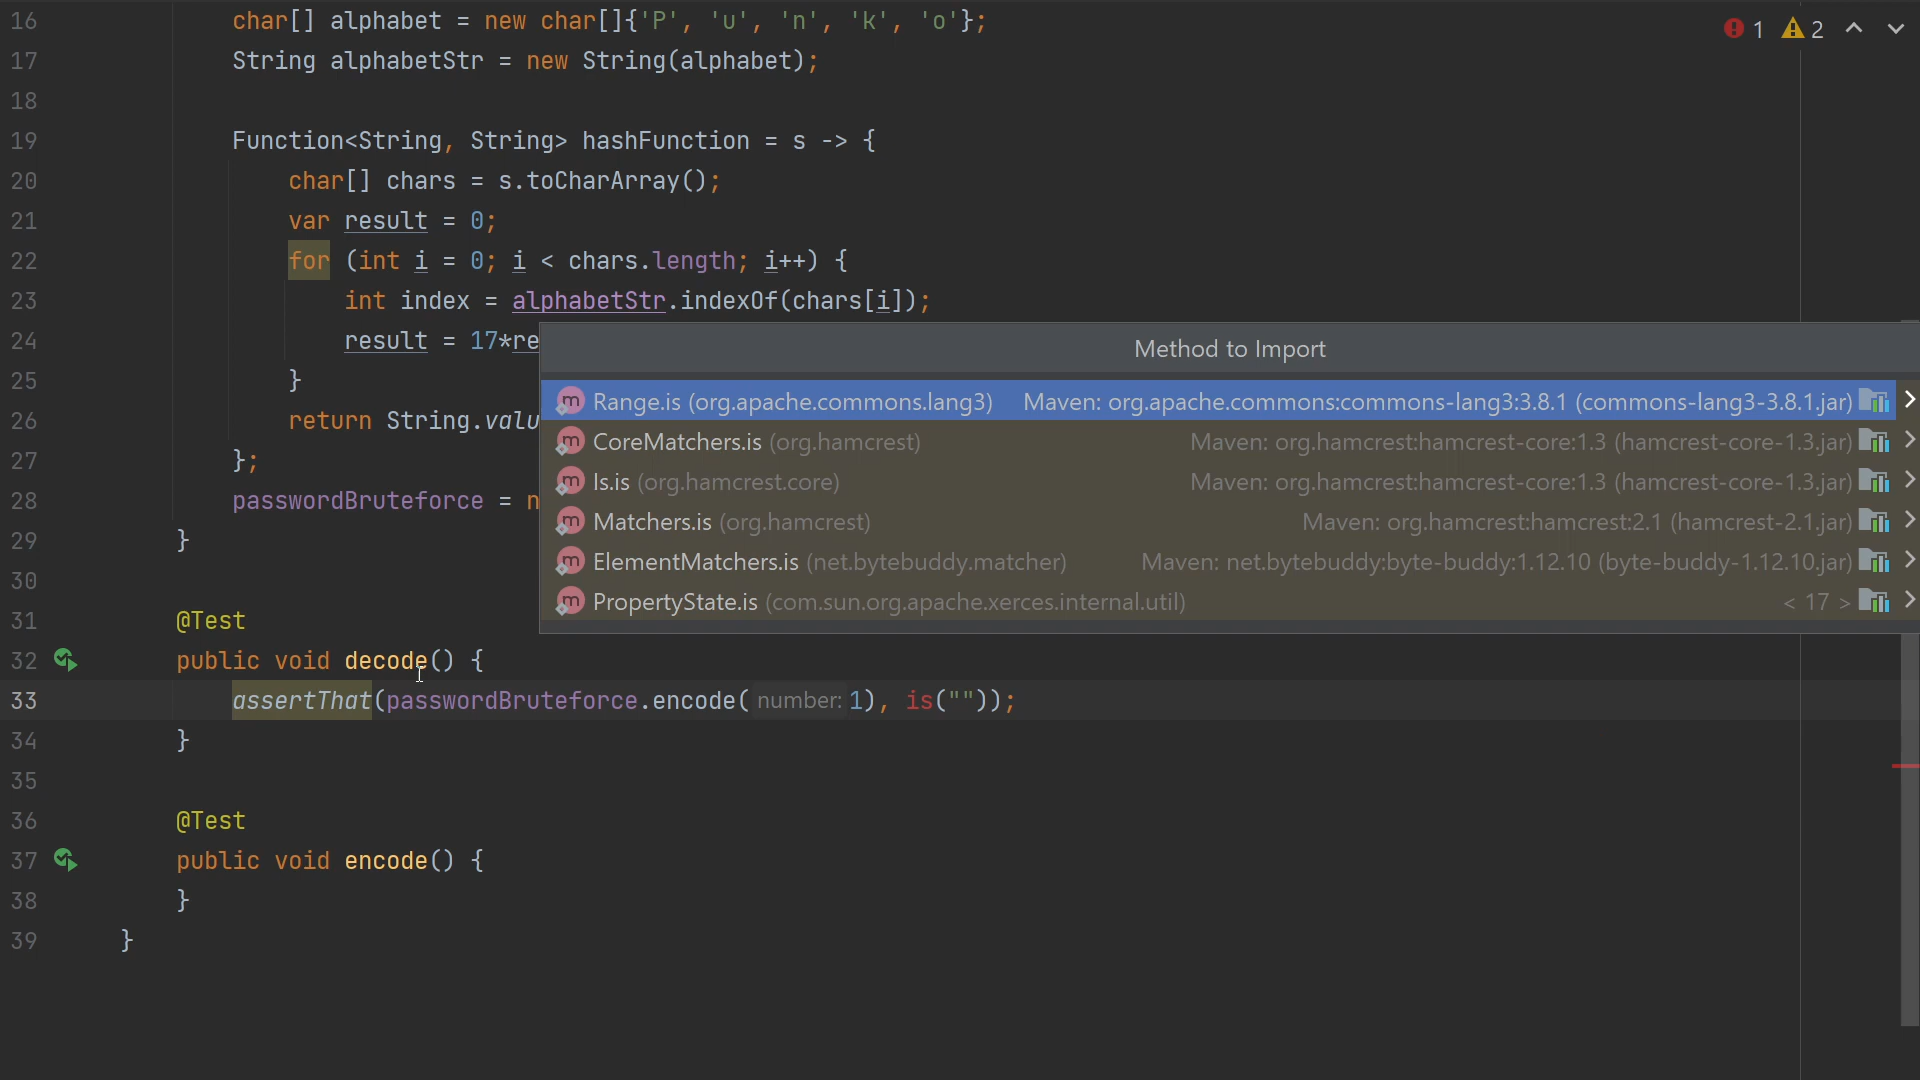 16 char[] alphabet = new char[]{'P', 'u', 'n', 'k', 'o'};
1 2
17 String alphabetStr = new String(alphabet);
18
19 Function<String, String> hashFunction = s -> {
20 char[] chars = s.toCharArray();
21 var result = 0;
22 for (int i = 0; i < chars.length; i++) {
23 int index = alphabetStr.indexOf(chars[i]);
24 result = 17*re
25 }
26 return String.valu
27 };
28 passwordBruteforce = n
29 }
30
Method to Import
Range.is (org.apache.commons.lang3) Maven: org.apache.commons:commons-lang3:3.8.1 (commons-lang3-3.8.1.jar)
CoreMatchers.is (org.hamcrest) Maven: org.hamcrest:hamcrest-core:1.3 (hamcrest-core-1.3.jar)
Is.is (org.hamcrest.core) Maven: org.hamcrest:hamcrest-core:1.3 (hamcrest-core-1.3.jar)
Matchers.is (org.hamcrest) Maven: org.hamcrest:hamcrest:2.1 (hamcrest-2.1.jar)
ElementMatchers.is (net.bytebuddy.matcher) Maven: net.bytebuddy:byte-buddy:1.12.10 (byte-buddy-1.12.10.jar)
PropertyState.is (com.sun.org.apache.xerces.internal.util) < 17 >
31 @Test
32 public void decode() {
33 assertThat(passwordBruteforce.encode( number: 1), is(""));
34 }
35
36 @Test
37 public void encode() {
38 }
39 }